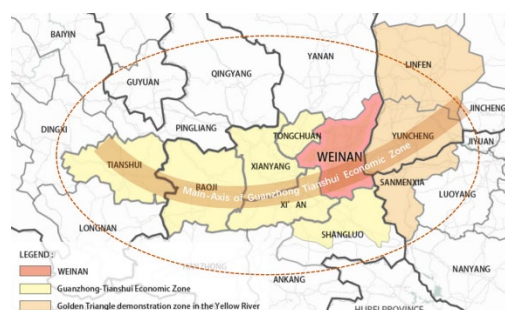 BAIYIN
YANAN
LINFEN
QINGYANG
GUYUAN
JINCHENG
DINGXI
PINGLIANG
TONGCHUAN
YUNCHENG
JIYUAN
TIANSHUI
XIANYANG
WEINAN
BAOJI
SANMENXIA
LUOYANG
Main-Axis of Guanzhong Tianshui Economic Zone
XI' AN
LONGNAN
SHANGLUO
LEGEND :
WEINAN
NANYANG
Guanzhong-Tianshui Economic Zone
ANKANG
Golden Triangle demonstration zone in the Yellow River